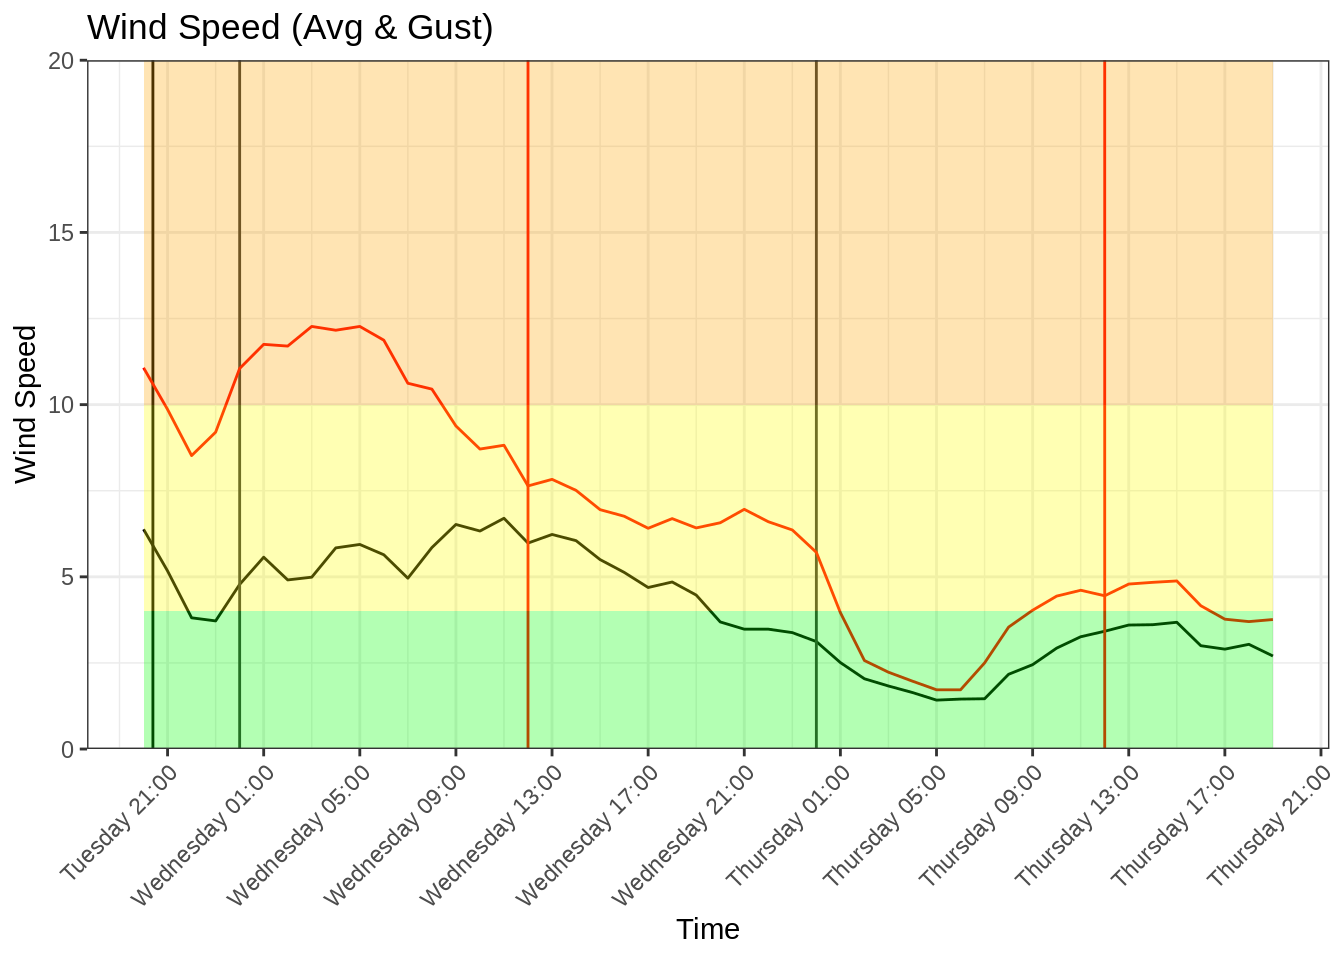 Wind Speed (Avg & Gust)
20
15
10
5
0
Wind Speed
Tuesday 21:00
Wednesday 01:00
Wednesday 05:00
Wednesday 09:00
Wednesday 13:00
Wednesday 17:00
Wednesday 21:00
Thursday 01:00
Thursday 05:00
Thursday 09:00
Thursday 13:00
Thursday 17:00
Thursday 21:00
Time